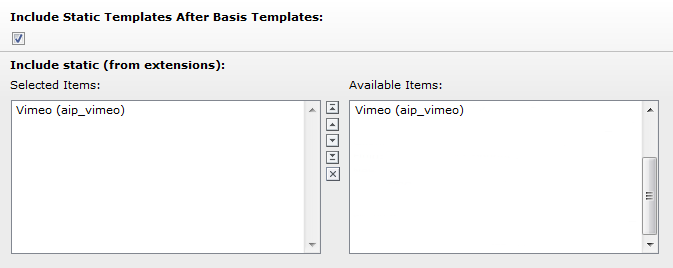 Include Static Templates After Basis Templates:
Include static (from extensions):
Selected Items:
Available Items:
Vimeo (aip_vimeo)
Vimeo (aip_vimeo)